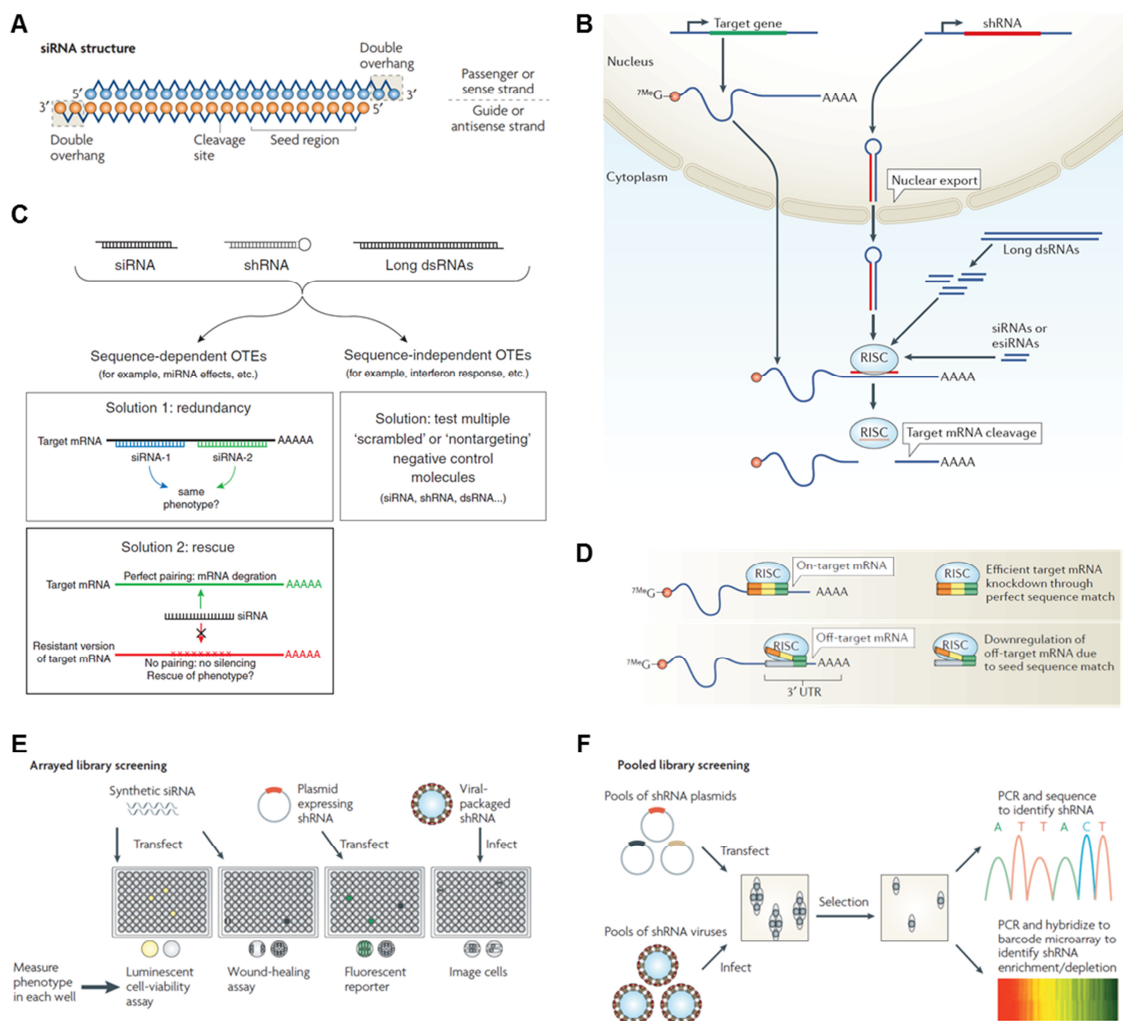 A
siRNA structure
Double
overhang
5′
3′
3′
5′
Passenger or
sense strand
Guide or
antisense strand
Double
overhang
Cleavage
site
Seed region
B
Target gene
shRNA
Nucleus
7MeG
AAAA
Cytoplasm
Nuclear export
Long dsRNAs
siRNAs or
esiRNAs
RISC
AAAA
RISC
Target mRNA cleavage
AAAA
C
siRNA
shRNA
Long dsRNAs
Sequence-dependent OTEs
(for example, miRNA effects, etc.)
Sequence-independent OTEs
(for example, interferon response, etc.)
Solution 1: redundancy
Target mRNA
AAAAA
siRNA-1
siRNA-2
same
phenotype?
Solution: test multiple
'scrambled' or 'nontargeting'
negative control
molecules
(siRNA, shRNA, dsRNA...)
Solution 2: rescue
Target mRNA
Perfect pairing: mRNA degration
AAAAA
siRNA
Resistant version
of target mRNA
xxxxxxxxx
AAAAA
No pairing: no silencing
Rescue of phenotype?
D
7MeG
RISC
On-target mRNA
AAAA
RISC
Efficient target mRNA
knockdown through
perfect sequence match
7MeG
RISC
Off-target mRNA
AAAA
3′ UTR
RISC
Downregulation of
off-target mRNA due
to seed sequence match
E
Arrayed library screening
Synthetic siRNA
Plasmid
expressing
shRNA
Viral-
packaged
shRNA
Transfect
Transfect
Infect
Measure
phenotype
in each well
Luminescent
cell-viability
assay
Wound-healing
assay
Fluorescent
reporter
Image cells
F
Pooled library screening
Pools of shRNA plasmids
Transfect
Pools of shRNA viruses
Infect
Selection
PCR and sequence
to identify shRNA
A T T A C T
PCR and hybridize to
barcode microarray to
identify shRNA
enrichment/depletion